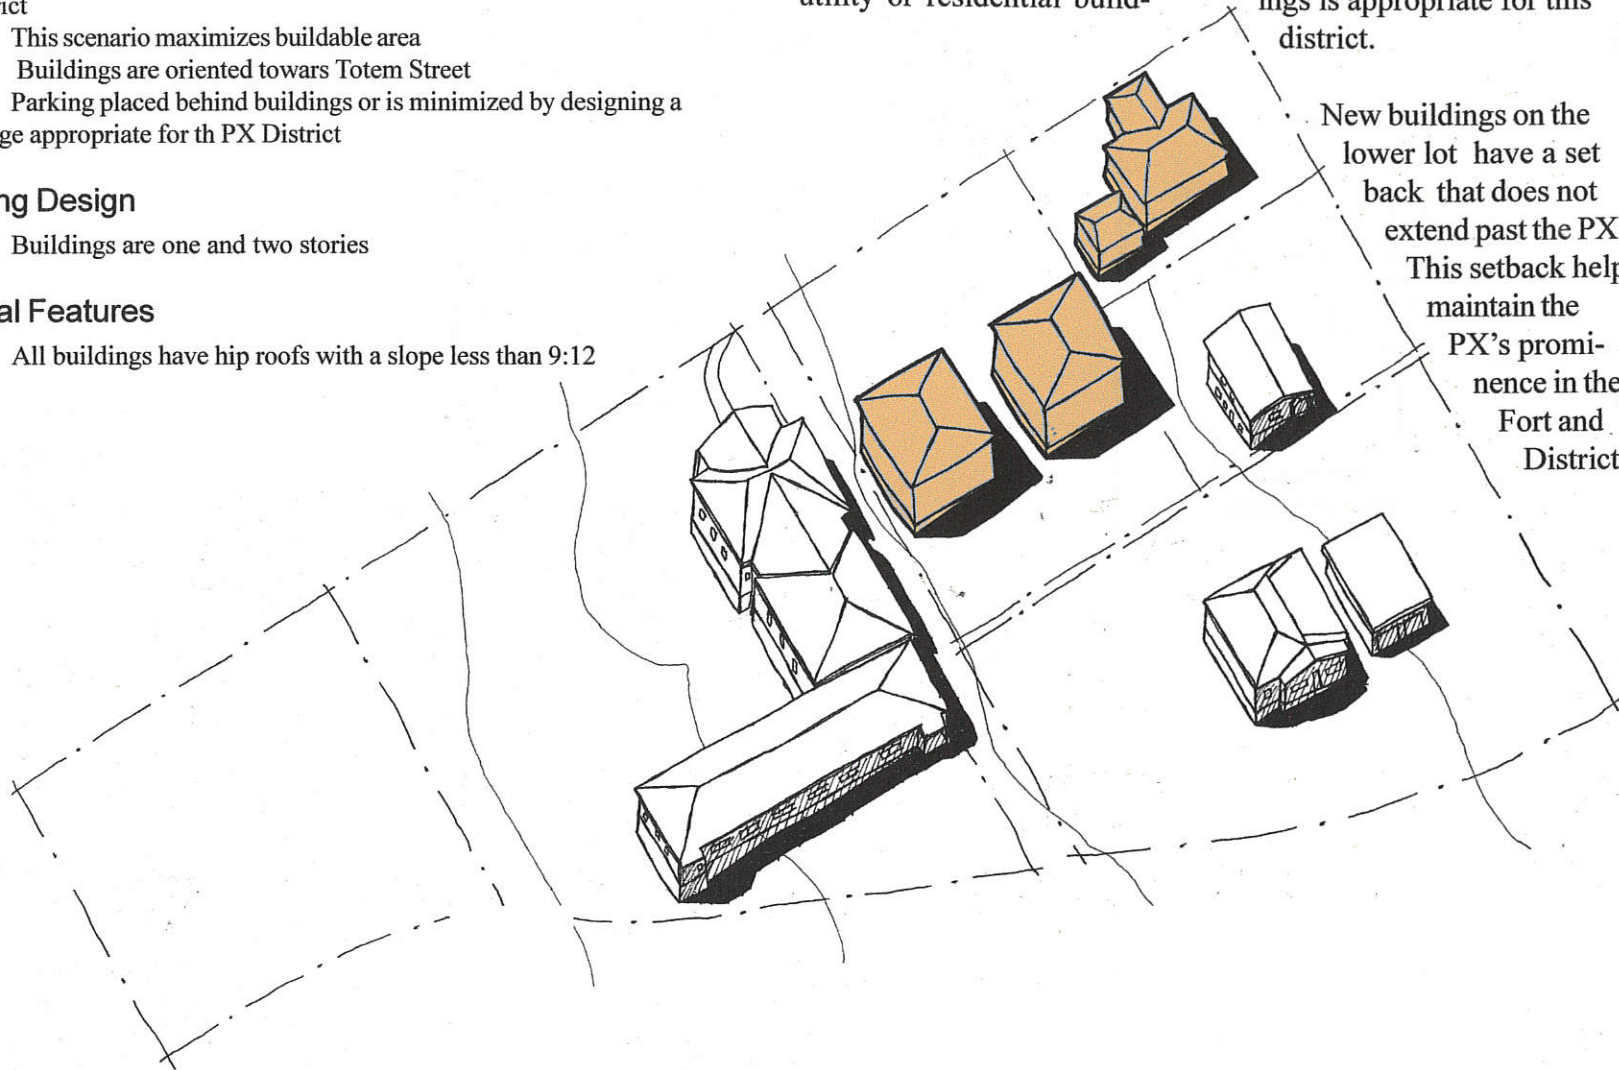 This scenario maximizes buildable area
Buildings are oriented towars Totem Street
Parking placed behind buildings or is minimized by designing a
appropriate for th PX District
Design
Buildings are one and two stories
Features
All buildings have hip roofs with a slope less than 9:12
utility or residential build-
ings is appropriate for this
district.
New buildings on the
lower lot have a set
back that does not
extend past the PX
This setback help
maintain the
PX's promi-
nence in the
Fort and
District